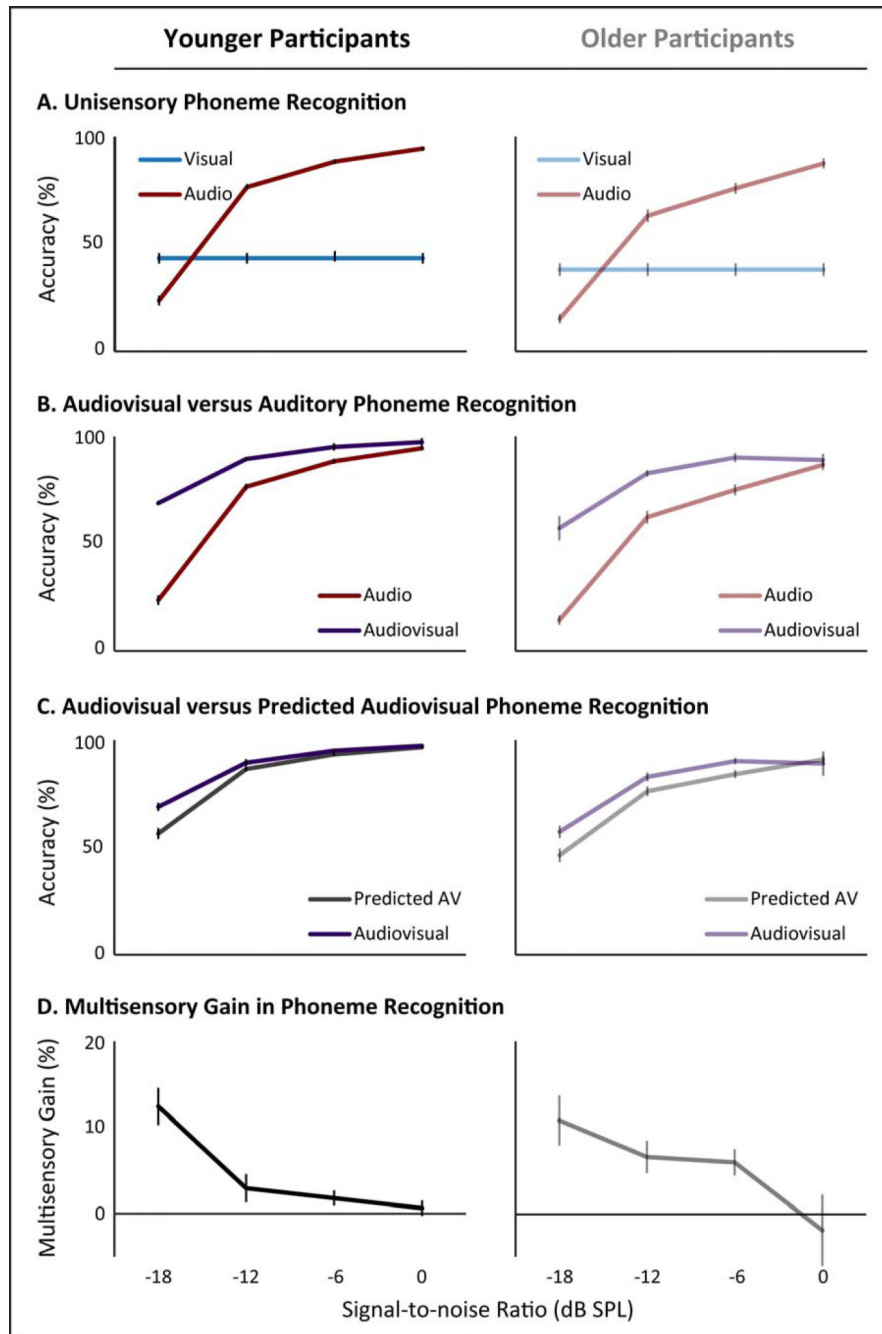 Younger Participants
Older Participants
A. Unisensory Phoneme Recognition
Accuracy (%)
100
50
0
Visual
Audio
Visual
Audio
B. Audiovisual versus Auditory Phoneme Recognition
Accuracy (%)
100
50
0
Audio
Audiovisual
Audio
Audiovisual
C. Audiovisual versus Predicted Audiovisual Phoneme Recognition
Accuracy (%)
100
50
0
Predicted AV
Audiovisual
Predicted AV
Audiovisual
D. Multisensory Gain in Phoneme Recognition
Multisensory Gain (%)
20
10
0
-18 -12 -6 0
-18 -12 -6 0
Signal-to-noise Ratio (dB SPL)